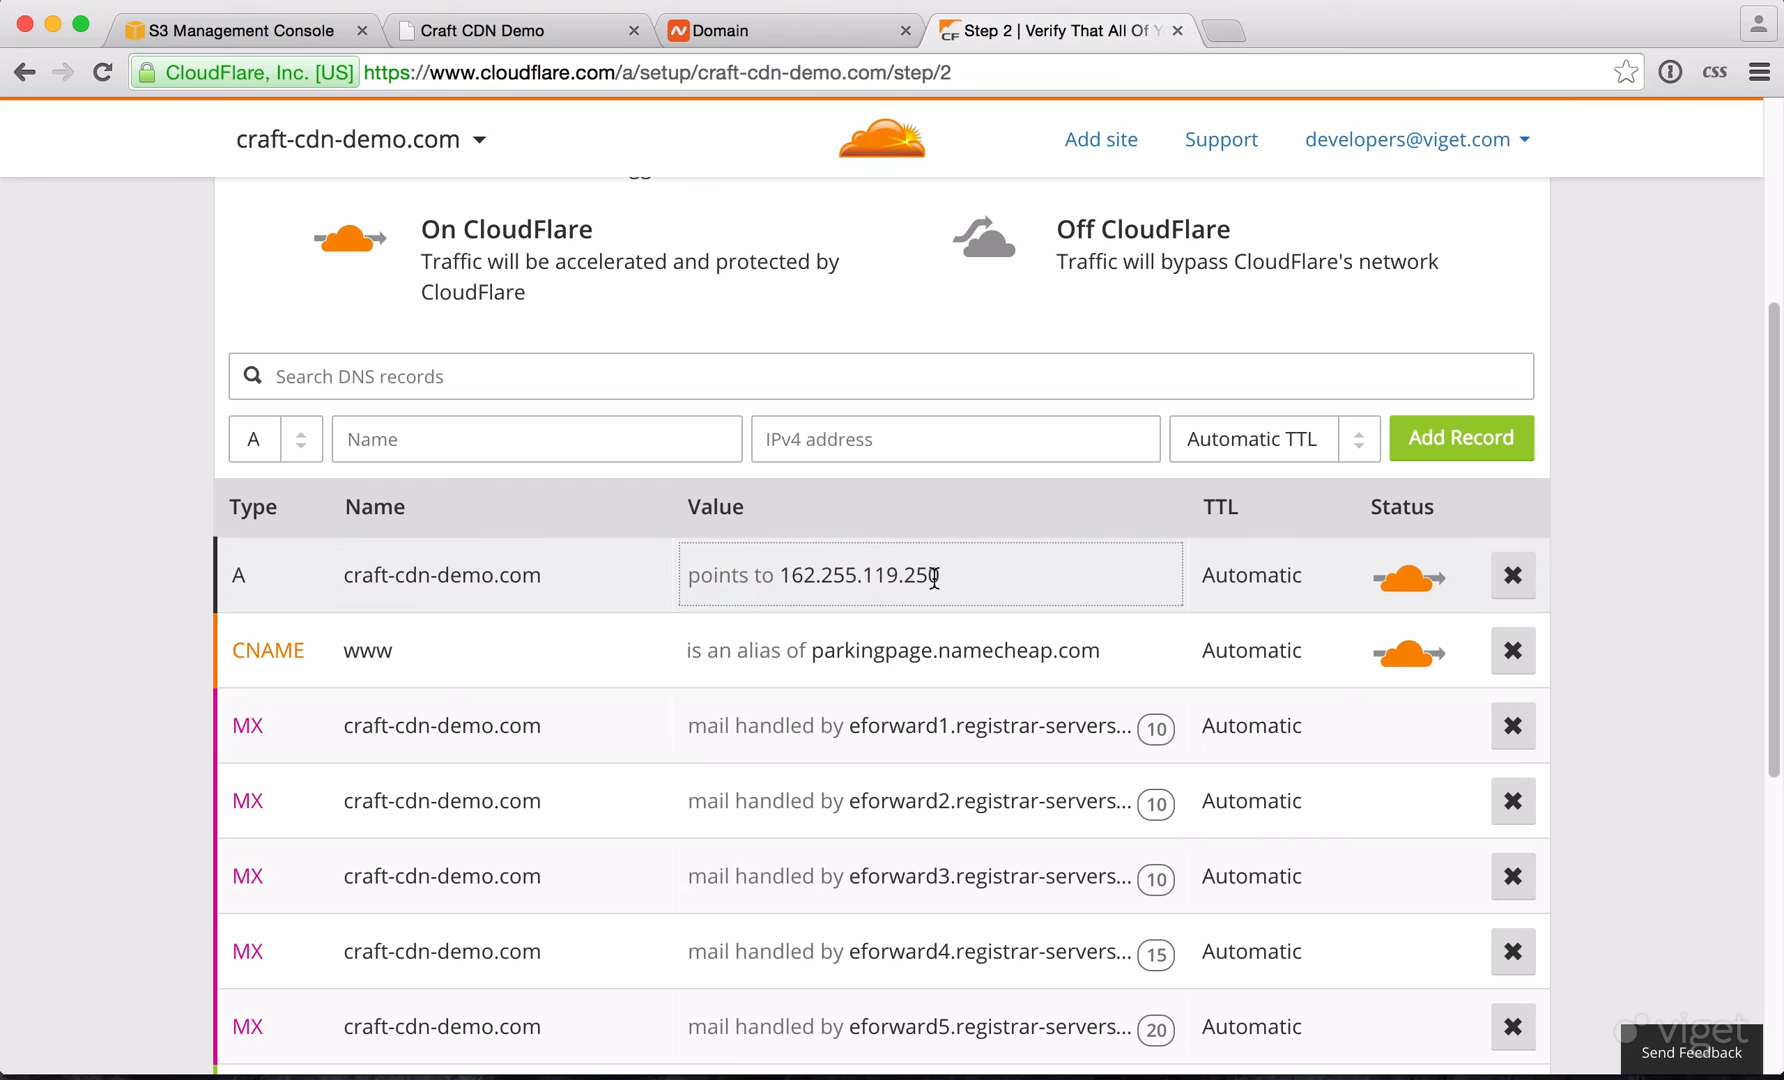 S3 Management Console
Craft CDN Demo
Domain
CF
Step 2 | Verify That All Of Y
CloudFlare, Inc. [US]
https://www.cloudflare.com/a/setup/craft-cdn-demo.com/step/2
css
craft-cdn-demo.com
Add site
Support
developers@viget.com
On CloudFlare
Traffic will be accelerated and protected by
CloudFlare
Off CloudFlare
Traffic will bypass CloudFlare's network
Search DNS records
A
Name
IPv4 address
Automatic TTL
Add Record
Type Name Value TTL Status
A craft-cdn-demo.com points to 162.255.119.250 Automatic
CNAME www is an alias of parkingpage.namecheap.com Automatic
MX craft-cdn-demo.com mail handled by eforward1.registrar-servers... 10 Automatic
MX craft-cdn-demo.com mail handled by eforward2.registrar-servers... 10 Automatic
MX craft-cdn-demo.com mail handled by eforward3.registrar-servers... 10 Automatic
MX craft-cdn-demo.com mail handled by eforward4.registrar-servers... 15 Automatic
MX craft-cdn-demo.com mail handled by eforward5.registrar-servers... 20 Automatic
viget
Send Feedback